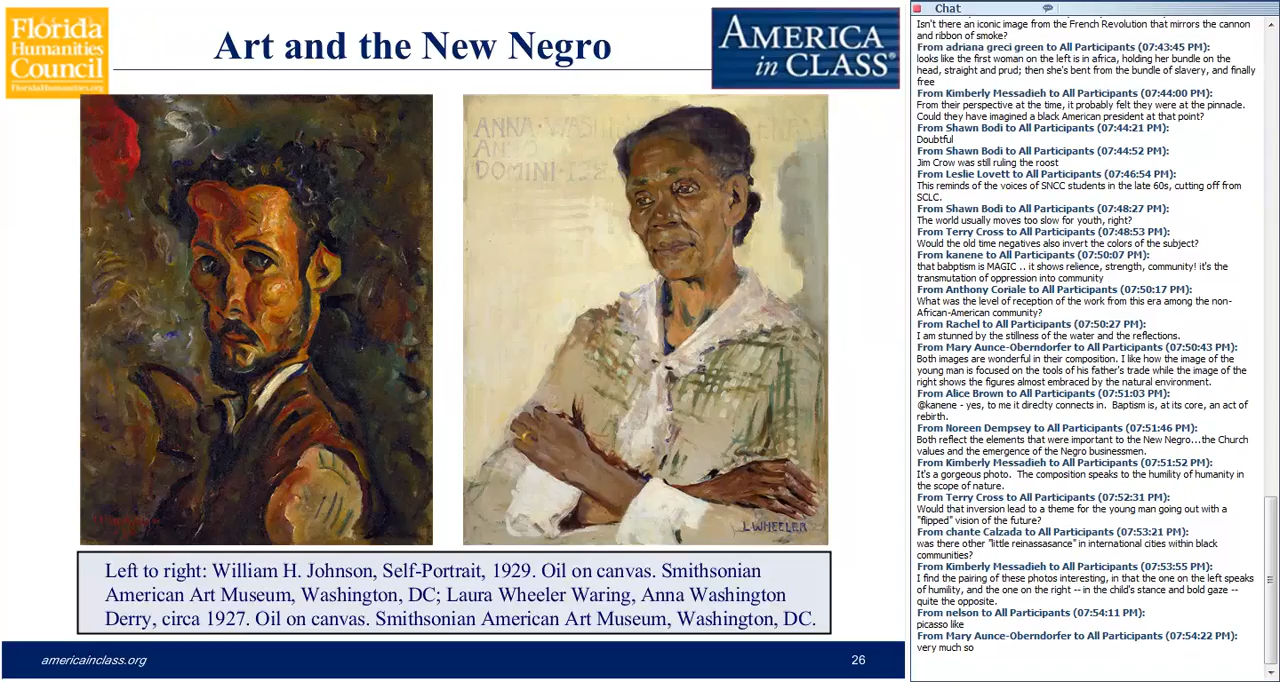 Florida
Humanities
Council
FloridaHumanities.org
Art and the New Negro
AMERICA
in CLASS®
ANNA·WASHIN
ANNO
DOMINI·192
L.WHEELER
Left to right: William H. Johnson, Self-Portrait, 1929. Oil on canvas. Smithsonian
American Art Museum, Washington, DC; Laura Wheeler Waring, Anna Washington
Derry, circa 1927. Oil on canvas. Smithsonian American Art Museum, Washington, DC.
americainclass.org
26
Chat
Isn't there an iconic image from the French Revolution that mirrors the cannon
and ribbon of smoke?
From adriana greci green to All Participants (07:43:45 PM):
looks like the first woman on the left is in africa, holding her bundle on the
head, straight and prud; then she's bent from the bundle of slavery, and finally
free
From Kimberly Messadieh to All Participants (07:44:00 PM):
From their perspective at the time, it probably felt they were at the pinnacle.
Could they have imagined a black American president at that point?
From Shawn Bodi to All Participants (07:44:21 PM):
Doubtful
From Shawn Bodi to All Participants (07:44:52 PM):
Jim Crow was still ruling the roost
From Leslie Lovett to All Participants (07:46:54 PM):
This reminds of the voices of SNCC students in the late 60s, cutting off from
SCLC.
From Shawn Bodi to All Participants (07:48:27 PM):
The world usually moves too slow for youth, right?
From Terry Cross to All Participants (07:48:53 PM):
Would the old time negatives also invert the colors of the subject?
From kanene to All Participants (07:50:07 PM):
that babptism is MAGIC .. it shows relience, strength, community! it's the
transmutation of oppression into community
From Anthony Coriale to All Participants (07:50:17 PM):
What was the level of reception of the work from this era among the non-
African-American community?
From Rachel to All Participants (07:50:27 PM):
I am stunned by the stillness of the water and the reflections.
From Mary Aunce-Oberndorfer to All Participants (07:50:43 PM):
Both images are wonderful in their composition. I like how the image of the
young man is focused on the tools of his father's trade while the image of the
right shows the figures almost embraced by the natural environment.
From Alice Brown to All Participants (07:51:03 PM):
@kanene - yes, to me it direclty connects in.  Baptism is, at its core, an act of
rebirth.
From Noreen Dempsey to All Participants (07:51:46 PM):
Both reflect the elements that were important to the New Negro...the Church
values and the emergence of the Negro businessmen.
From Kimberly Messadieh to All Participants (07:51:52 PM):
It's a gorgeous photo.  The composition speaks to the humility of humanity in
the scope of nature.
From Terry Cross to All Participants (07:52:31 PM):
Would that inversion lead to a theme for the young man going out with a
"flipped" vision of the future?
From chante Calzada to All Participants (07:53:21 PM):
was there other "little reinassasance" in international cities within black
communities?
From Kimberly Messadieh to All Participants (07:53:55 PM):
I find the pairing of these photos interesting, in that the one on the left speaks
of humility, and the one on the right -- in the child's stance and bold gaze --
quite the opposite.
From nelson to All Participants (07:54:11 PM):
picasso like
From Mary Aunce-Oberndorfer to All Participants (07:54:22 PM):
very much so